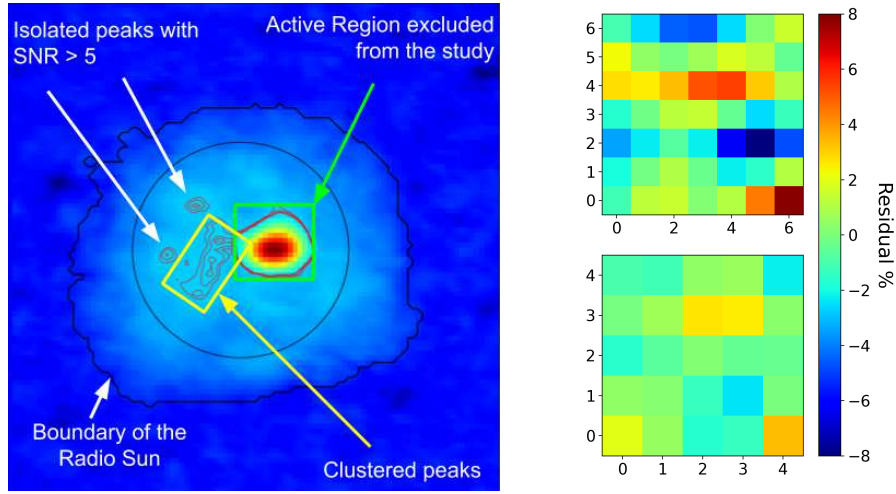 Isolated peaks with
SNR > 5
Active Region excluded
from the study
Boundary of the
Radio Sun
Clustered peaks
6
5
4
3
2
1
0
0 2 4 6
4
3
2
1
0
0 1 2 3 4
8
6
4
2
0
−2
−4
−6
−8
Residual %